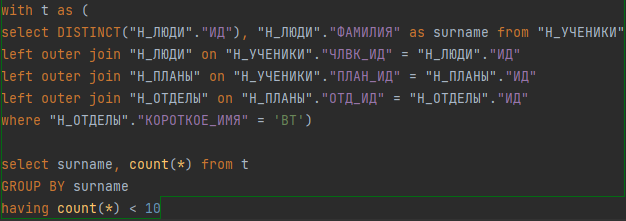 with t as (
select DISTINCT("Н_ЛЮДИ"."ИД"), "Н_ЛЮДИ"."ФАМИЛИЯ" as surname from "Н_УЧЕНИКИ"
left outer join "Н_ЛЮДИ" on "Н_УЧЕНИКИ"."ЧЛВК_ИД" = "Н_ЛЮДИ"."ИД"
left outer join "Н_ПЛАНЫ" on "Н_УЧЕНИКИ"."ПЛАН_ИД" = "Н_ПЛАНЫ"."ИД"
left outer join "Н_ОТДЕЛЫ" on "Н_ПЛАНЫ"."ОТД_ИД" = "Н_ОТДЕЛЫ"."ИД"
where "Н_ОТДЕЛЫ"."КОРОТКОЕ_ИМЯ" = 'ВТ')
select surname, count(*) from t
GROUP BY surname
having count(*) < 10